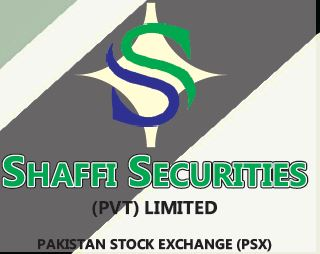 SHAFFI SECURITIES
(PVT) LIMITED
PAKISTAN STOCK EXCHANGE (PSX)